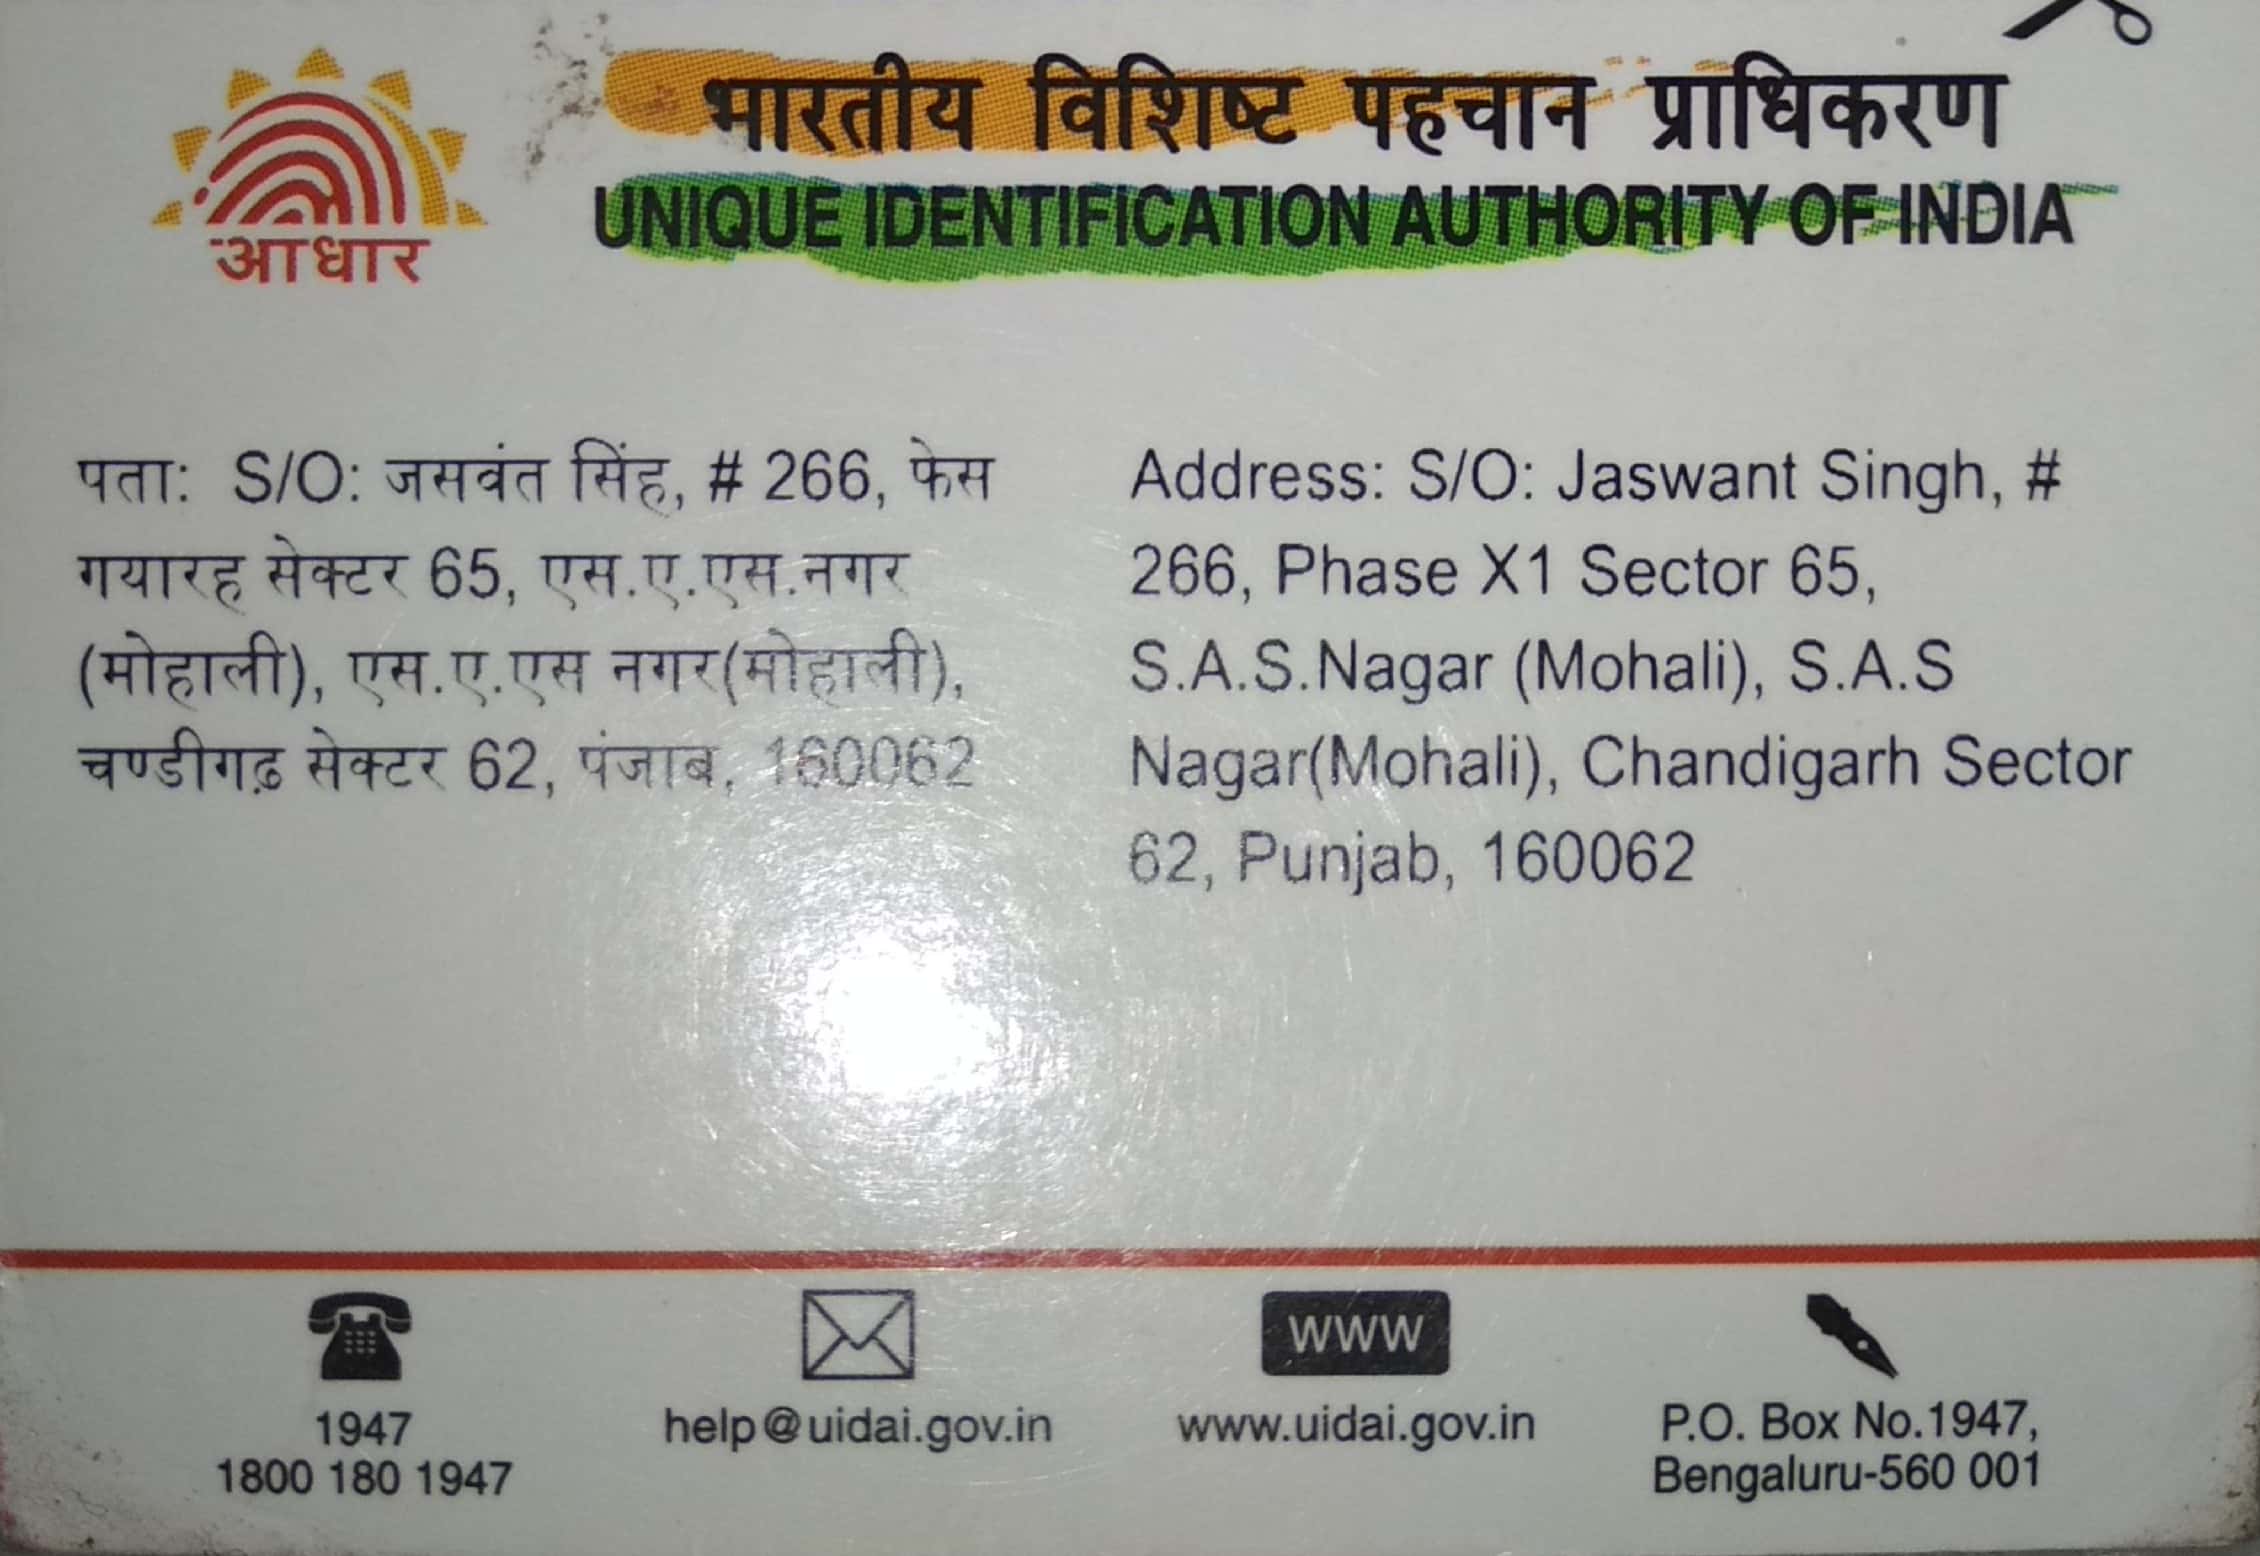 भारतीय विशिष्ट पहचान प्राधिकरण
UNIQUE IDENTIFICATION AUTHORITY OF INDIA
आधार
पता: S/O: जसवंत सिंह, # 266, फेस
गयारह सेक्टर 65, एस.ए.एस.नगर
(मोहाली), एस.ए.एस नगर(मोहाली),
चण्डीगढ़ सेक्टर 62, पंजाब, 160062
Address: S/O: Jaswant Singh, #
266, Phase X1 Sector 65,
S.A.S.Nagar (Mohali), S.A.S
Nagar(Mohali), Chandigarh Sector
62, Punjab, 160062
1947
1800 180 1947
help@uidai.gov.in
www
www.uidai.gov.in
P.O. Box No.1947,
Bengaluru-560 001